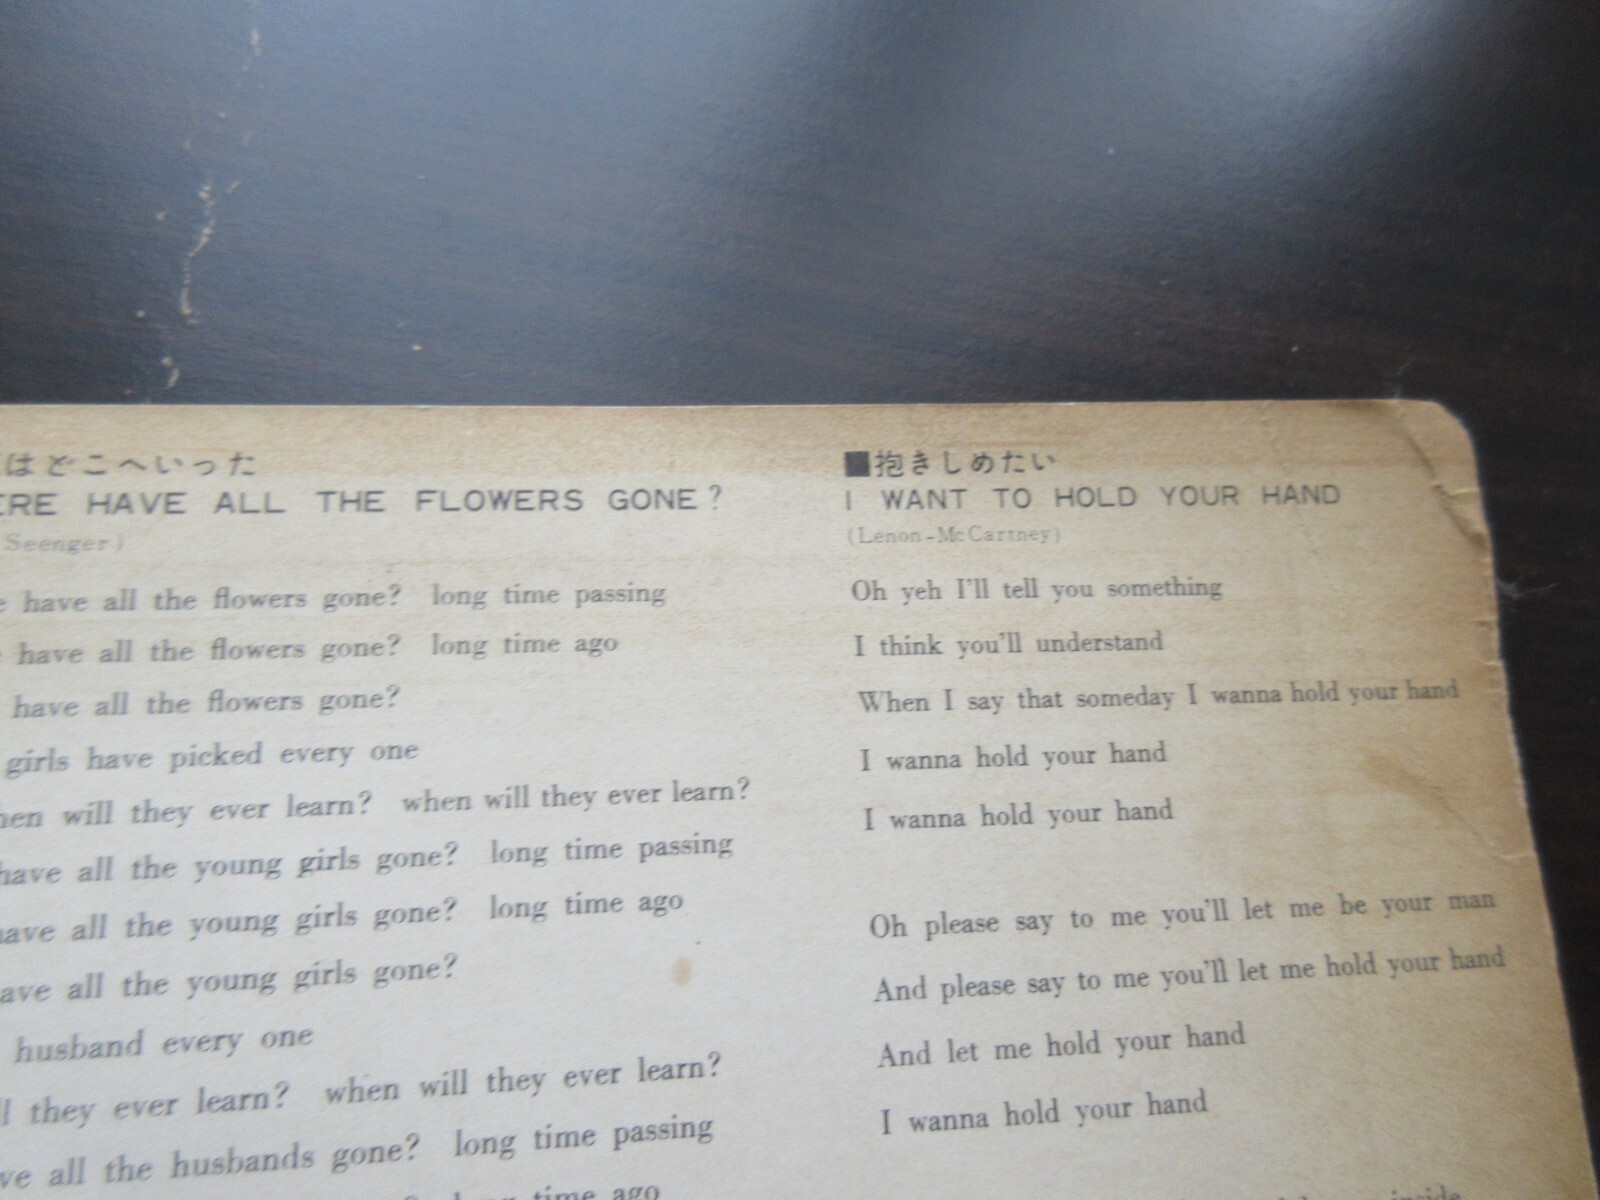 はどこへいった
ERE HAVE ALL THE FLOWERS GONE?
Seenger)
have all the flowers gone? long time passing
have all the flowers gone? long time ago
have all the flowers gone?
girls have picked every one
en will they ever learn? when will they ever learn?
have all the young girls gone? long time passing
ave all the young girls gone? long time ago
ave all the young girls gone?
husband every one
ll they ever learn? when will they ever learn?
ve all the husbands gone? long time passing
long time ago
■抱きしめたい
I WANT TO HOLD YOUR HAND
(Lenon-McCartney)
Oh yeh I'll tell you something
I think you'll understand
When I say that someday I wanna hold your hand
I wanna hold your hand
I wanna hold your hand
Oh please say to me you'll let me be your man
And please say to me you'll let me hold your hand
And let me hold your hand
I wanna hold your hand
inside